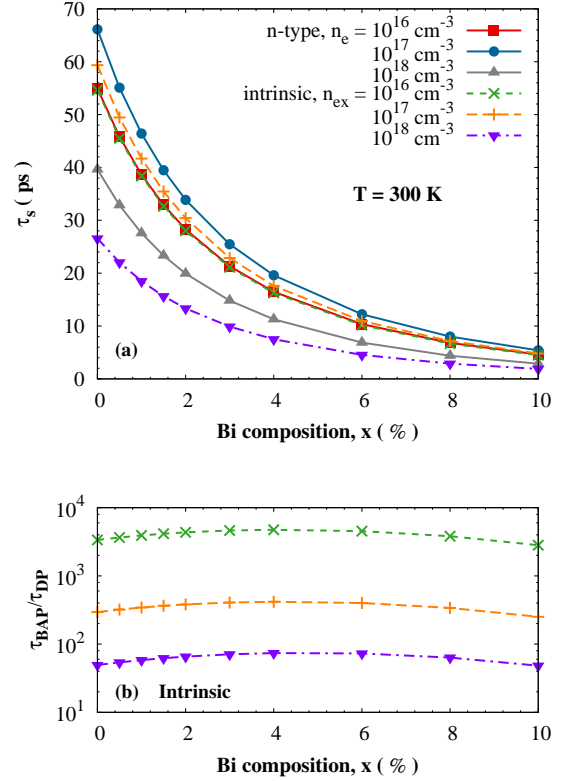 70
60
50
40
30
20
10
0
τs ( ps )
n-type, ne = 10^16 cm^-3
10^17 cm^-3
10^18 cm^-3
intrinsic, nex = 10^16 cm^-3
10^17 cm^-3
10^18 cm^-3
T = 300 K
(a)
0 2 4 6 8 10
Bi composition, x ( % )
10^4
10^3
10^2
10^1
τBAP/τDP
(b) Intrinsic
0 2 4 6 8 10
Bi composition, x ( % )